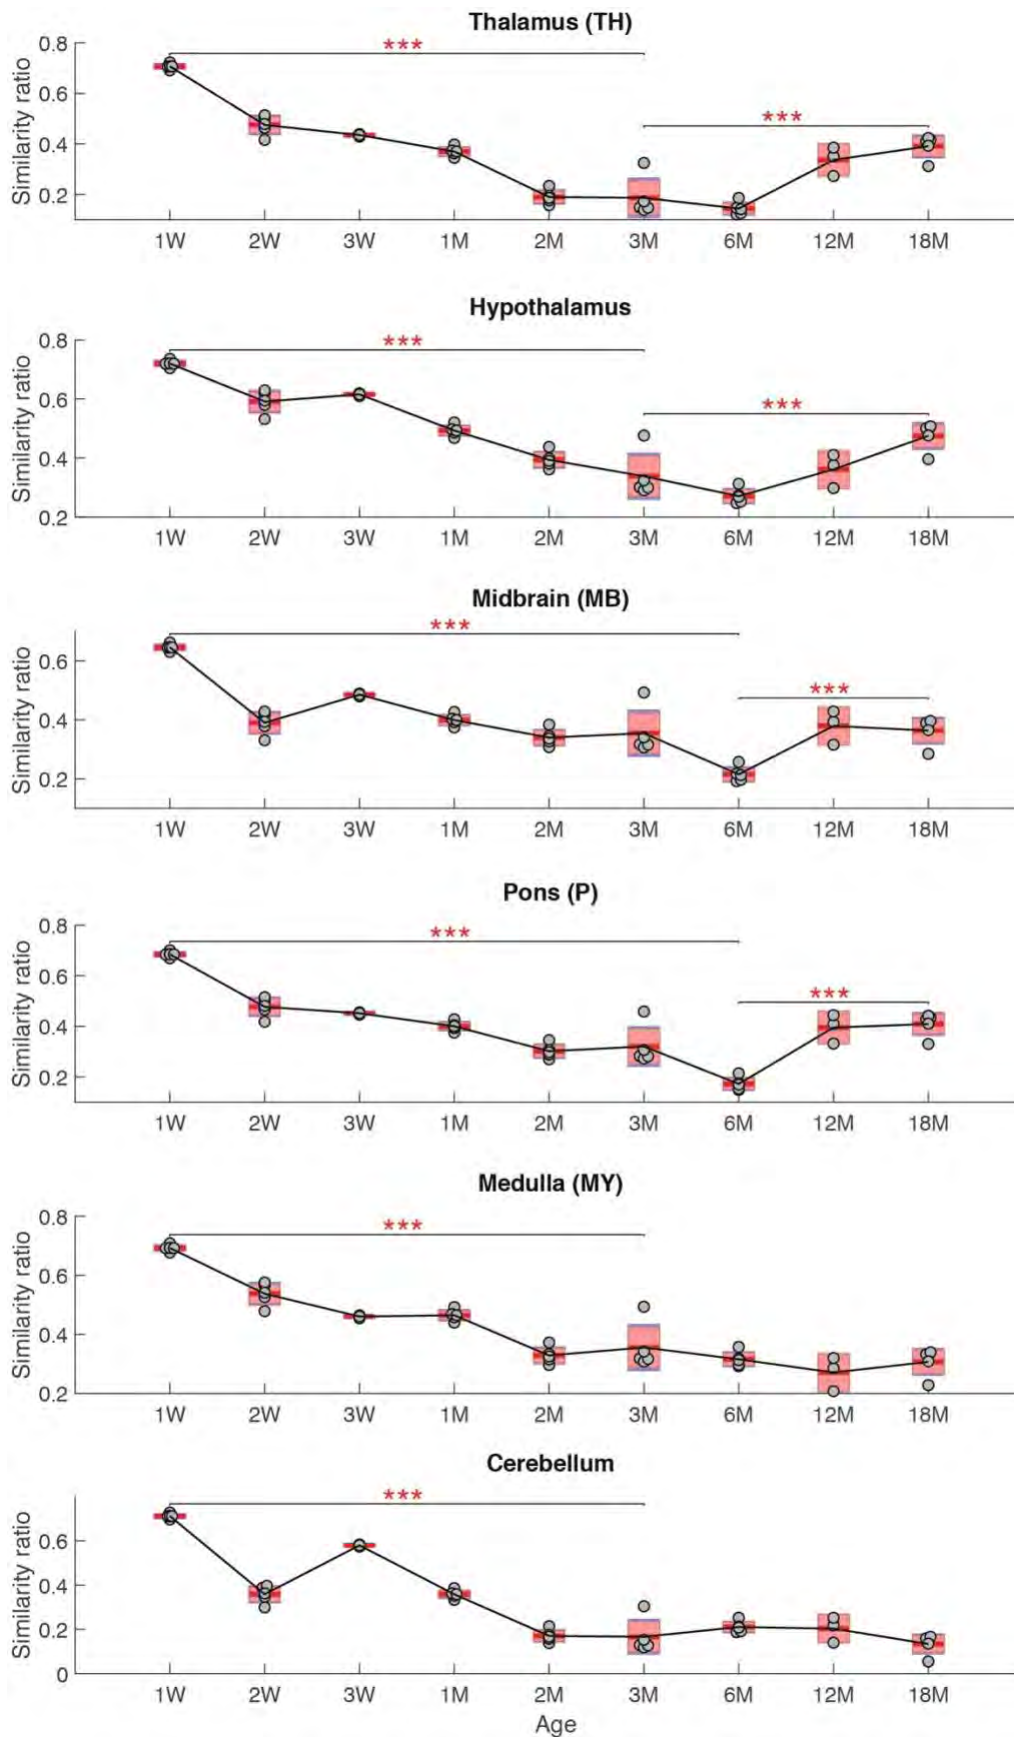 Thalamus (TH)
0.8
***
0.6
***
0.4
0.2
Similarity ratio
1W 2W 3W 1M 2M 3M 6M 12M 18M
Hypothalamus
0.8
***
0.6
***
0.4
0.2
Similarity ratio
1W 2W 3W 1M 2M 3M 6M 12M 18M
Midbrain (MB)
***
0.6
***
0.4
0.2
Similarity ratio
1W 2W 3W 1M 2M 3M 6M 12M 18M
Pons (P)
0.8
***
0.6
***
0.4
0.2
Similarity ratio
1W 2W 3W 1M 2M 3M 6M 12M 18M
Medulla (MY)
0.8
***
0.6
0.4
0.2
Similarity ratio
1W 2W 3W 1M 2M 3M 6M 12M 18M
Cerebellum
***
0.6
0.4
0.2
0
Similarity ratio
1W 2W 3W 1M 2M 3M 6M 12M 18M
Age